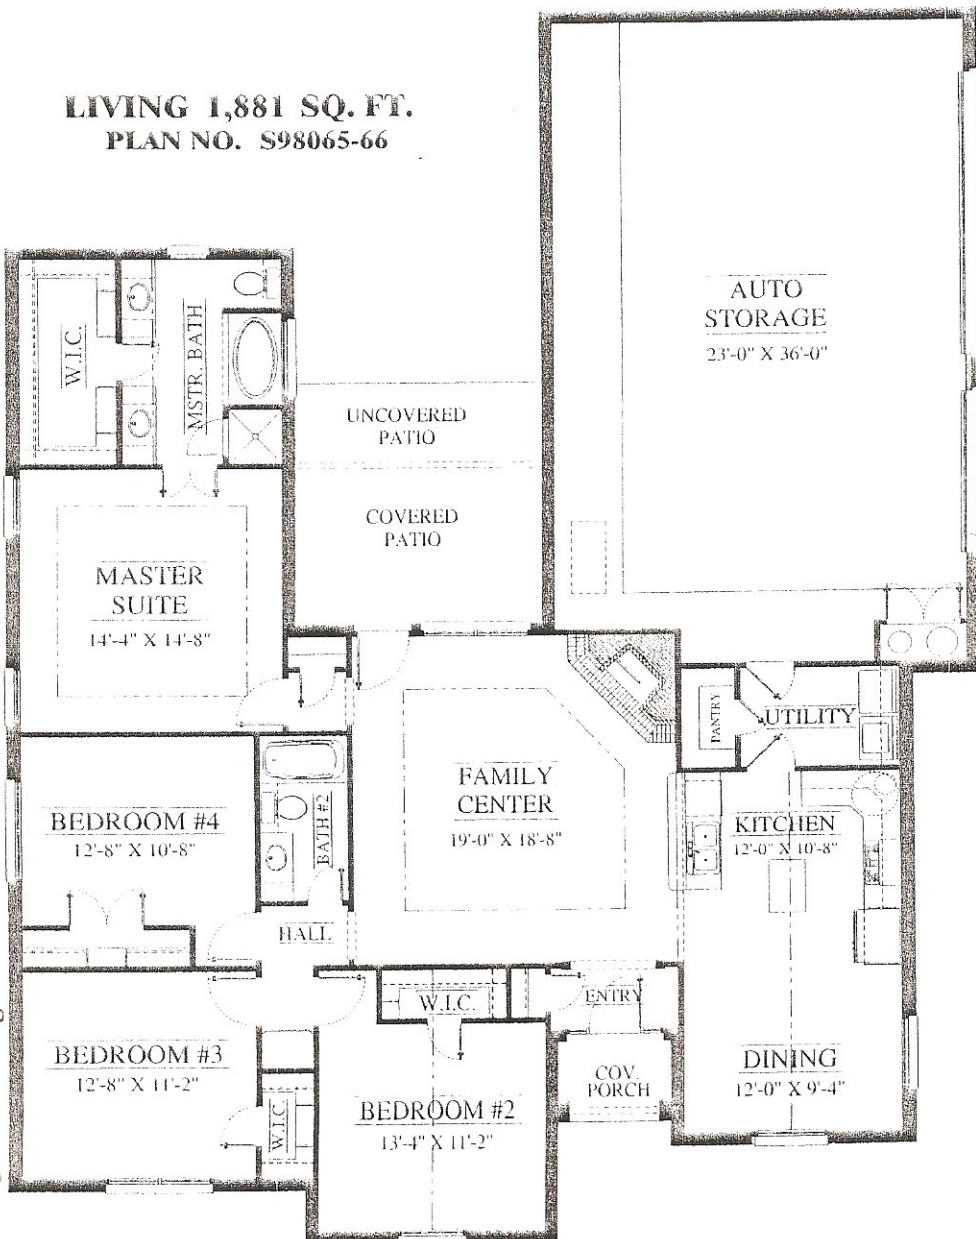 LIVING 1,881 SQ. FT.
PLAN NO. S98065-66
AUTO
STORAGE
23'-0" X 36'-0"
W.I.C.
MSTR. BATH
UNCOVERED
PATIO
COVERED
PATIO
MASTER
SUITE
14'-4" X 14'-8"
PANTRY
UTILITY
FAMILY
CENTER
19'-0" X 18'-8"
BEDROOM #4
12'-8" X 10'-8"
BATH #2
KITCHEN
12'-0" X 10'-8"
HALL
W.I.C.
ENTRY
BEDROOM #3
12'-8" X 11'-2"
W.I.C.
BEDROOM #2
13'-4" X 11'-2"
COV.
PORCH
DINING
12'-0" X 9'-4"